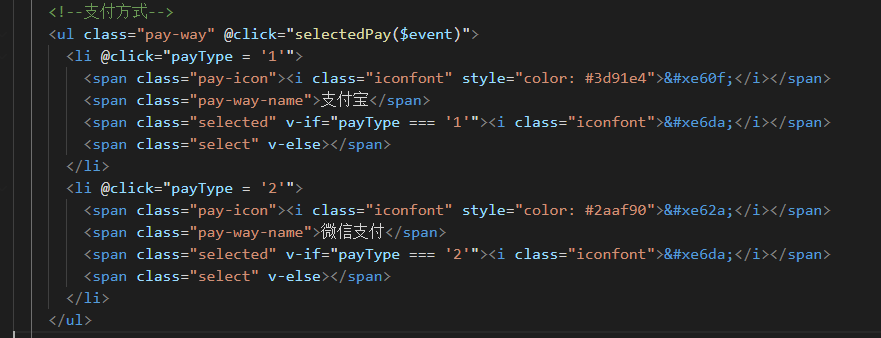 <!--支付方式-->
<ul class="pay-way" @click="selectedPay($event)">
<li @click="payType = '1'">
<span class="pay-icon"><i class="iconfont" style="color: #3d91e4">&#xe60f;</i></span>
<span class="pay-way-name">支付宝</span>
<span class="selected" v-if="payType === '1'"><i class="iconfont">&#xe6da;</i></span>
<span class="select" v-else></span>
</li>
<li @click="payType = '2'">
<span class="pay-icon"><i class="iconfont" style="color: #2aaf90">&#xe62a;</i></span>
<span class="pay-way-name">微信支付</span>
<span class="selected" v-if="payType === '2'"><i class="iconfont">&#xe6da;</i></span>
<span class="select" v-else></span>
</li>
</ul>